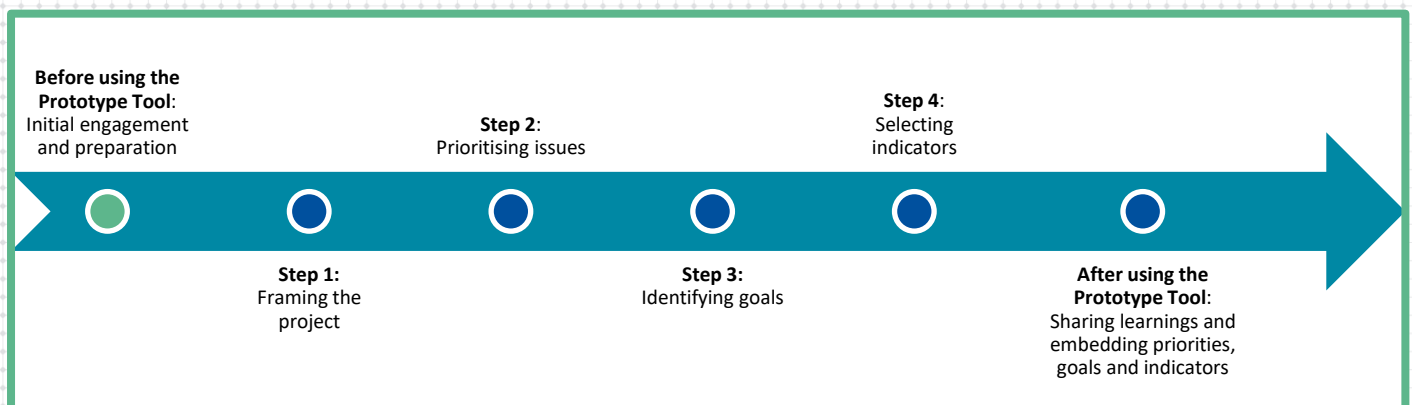 Before using the
Prototype Tool:
Initial engagement
and preparation
Step 1:
Framing the
project
Step 2:
Prioritising issues
Step 3:
Identifying goals
Step 4:
Selecting
indicators
After using the
Prototype Tool:
Sharing learnings and
embedding priorities,
goals and indicators